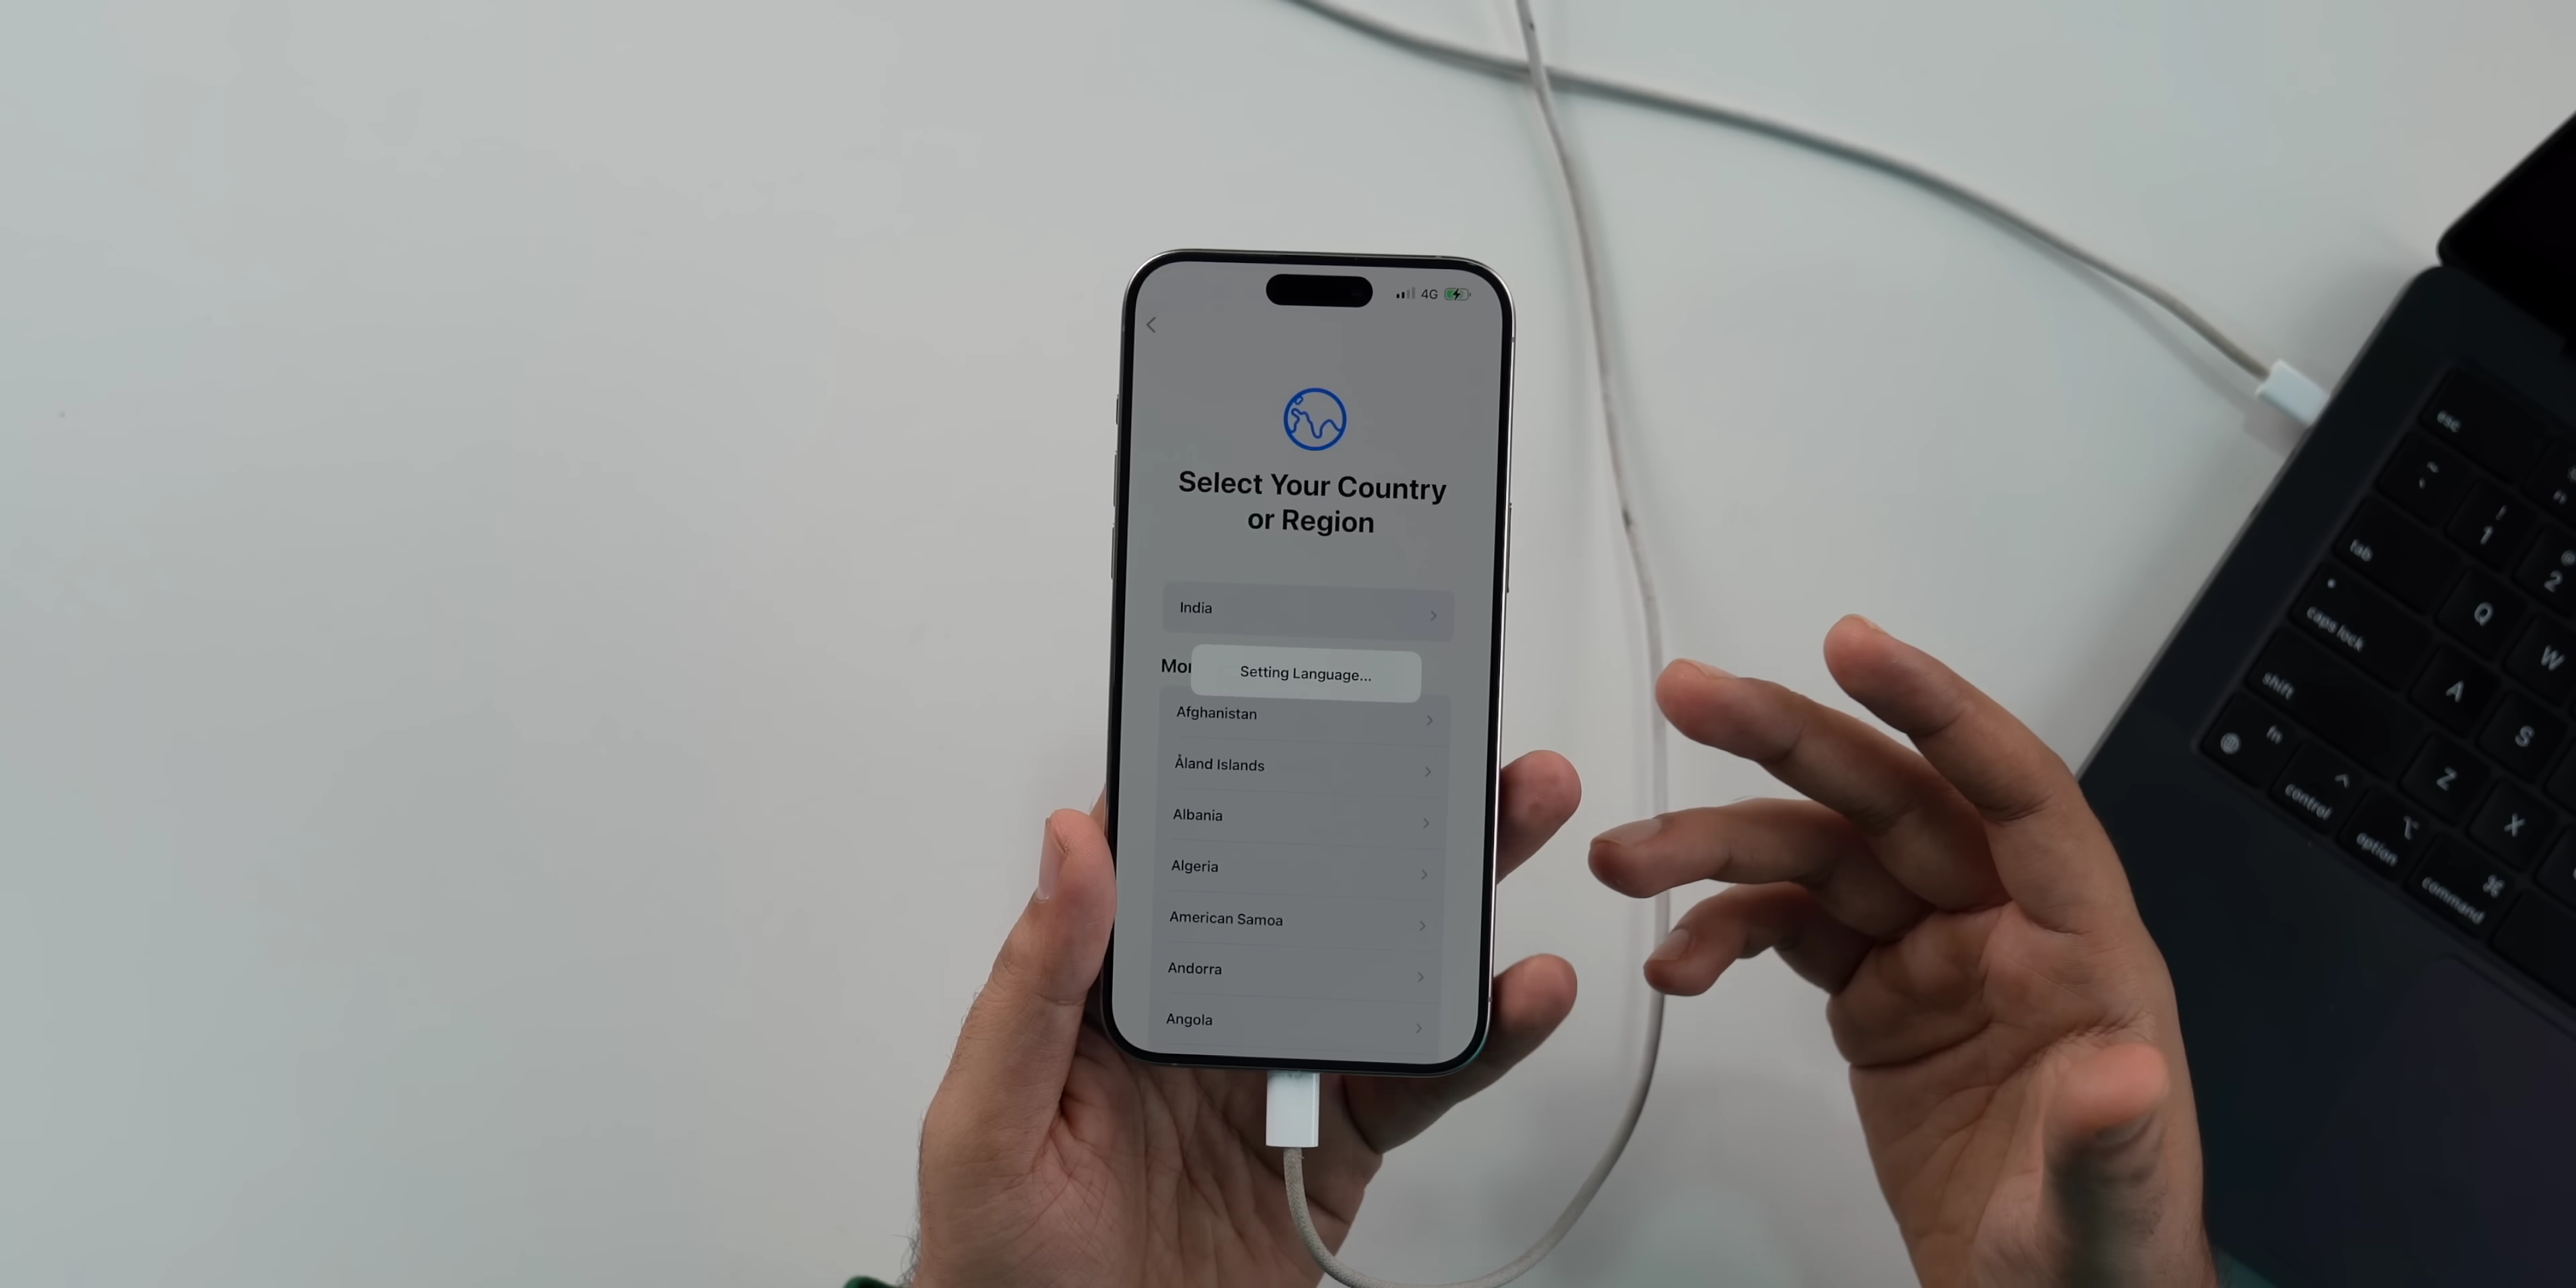 4G
Select Your Country
or Region
India
Setting Language...
Afghanistan
Åland Islands
Albania
Algeria
American Samoa
Andorra
Angola
esc
~
!
1
@
2
tab
Q
W
caps lock
A
S
shift
Z
X
fn
control
option
command